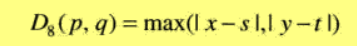 D₈(p, q) = max(| x − s |,| y − t |)